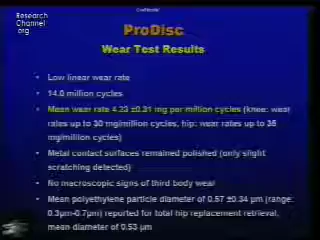 Confidential
Research
Channel
org
ProDisc
Wear Test Results
• Low linear wear rate
• 14.0 million cycles
• Mean wear rate 4.23 ±0.31 mg per million cycles (knee: wear
rates up to 30 mg/million cycles, hip: wear rates up to 35
mg/million cycles)
• Metal contact surfaces remained polished (only slight
scratching detected)
• No macroscopic signs of third body wear
• Mean polyethylene particle diameter of 0.57 ±0.34 µm (range:
0.3µm-0.7µm) reported for total hip replacement retrieval,
mean diameter of 0.53 µm